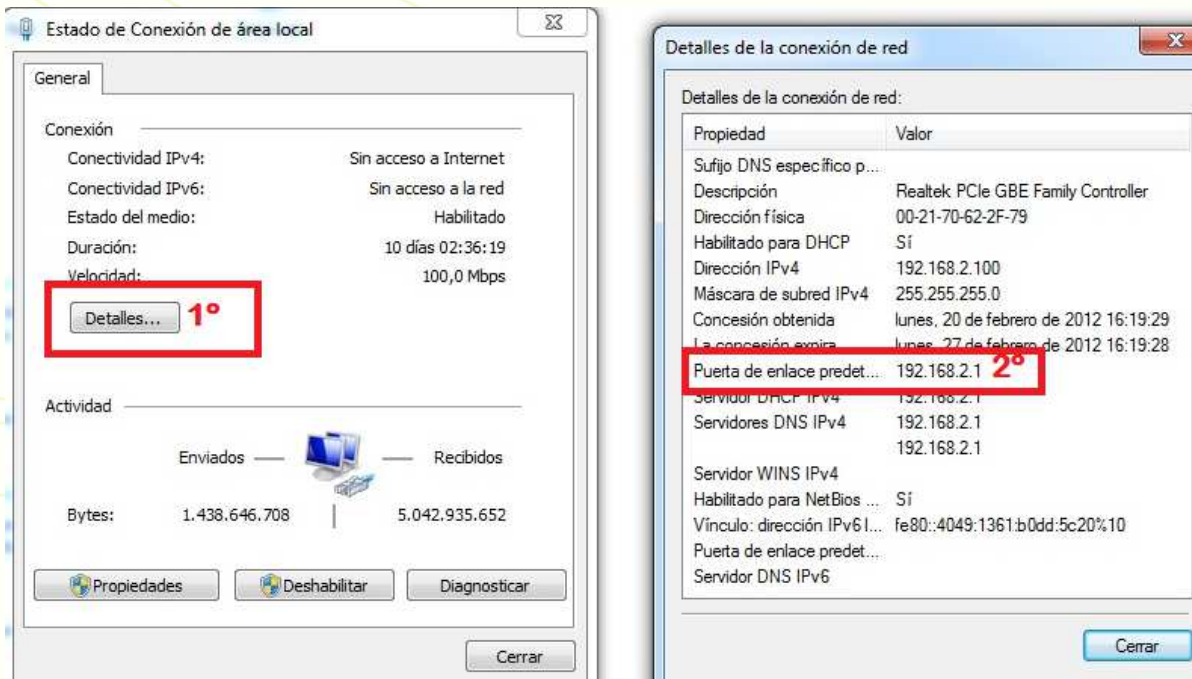 Estado de Conexión de área local
General
Conexión
Conectividad IPv4: Sin acceso a Internet
Conectividad IPv6: Sin acceso a la red
Estado del medio: Habilitado
Duración: 10 días 02:36:19
Velocidad: 100,0 Mbps
Detalles... 1º
Actividad
Enviados Recibidos
Bytes: 1.438.646.708 5.042.935.652
Propiedades Deshabilitar Diagnosticar
Cerrar
Detalles de la conexión de red
Detalles de la conexión de red:
Propiedad Valor
Sufijo DNS específico p...
Descripción Realtek PCIe GBE Family Controller
Dirección física 00-21-70-62-2F-79
Habilitado para DHCP Sí
Dirección IPv4 192.168.2.100
Máscara de subred IPv4 255.255.255.0
Concesión obtenida lunes, 20 de febrero de 2012 16:19:29
La concesión expira lunes, 27 de febrero de 2012 16:19:28
Puerta de enlace predet... 192.168.2.1 2º
Servidor DHCP IPv4 192.168.2.1
Servidores DNS IPv4 192.168.2.1
192.168.2.1
Servidor WINS IPv4
Habilitado para NetBios ... Sí
Vínculo: dirección IPv6 l... fe80::4049:1361:b0dd:5c20%10
Puerta de enlace predet...
Servidor DNS IPv6
Cerrar